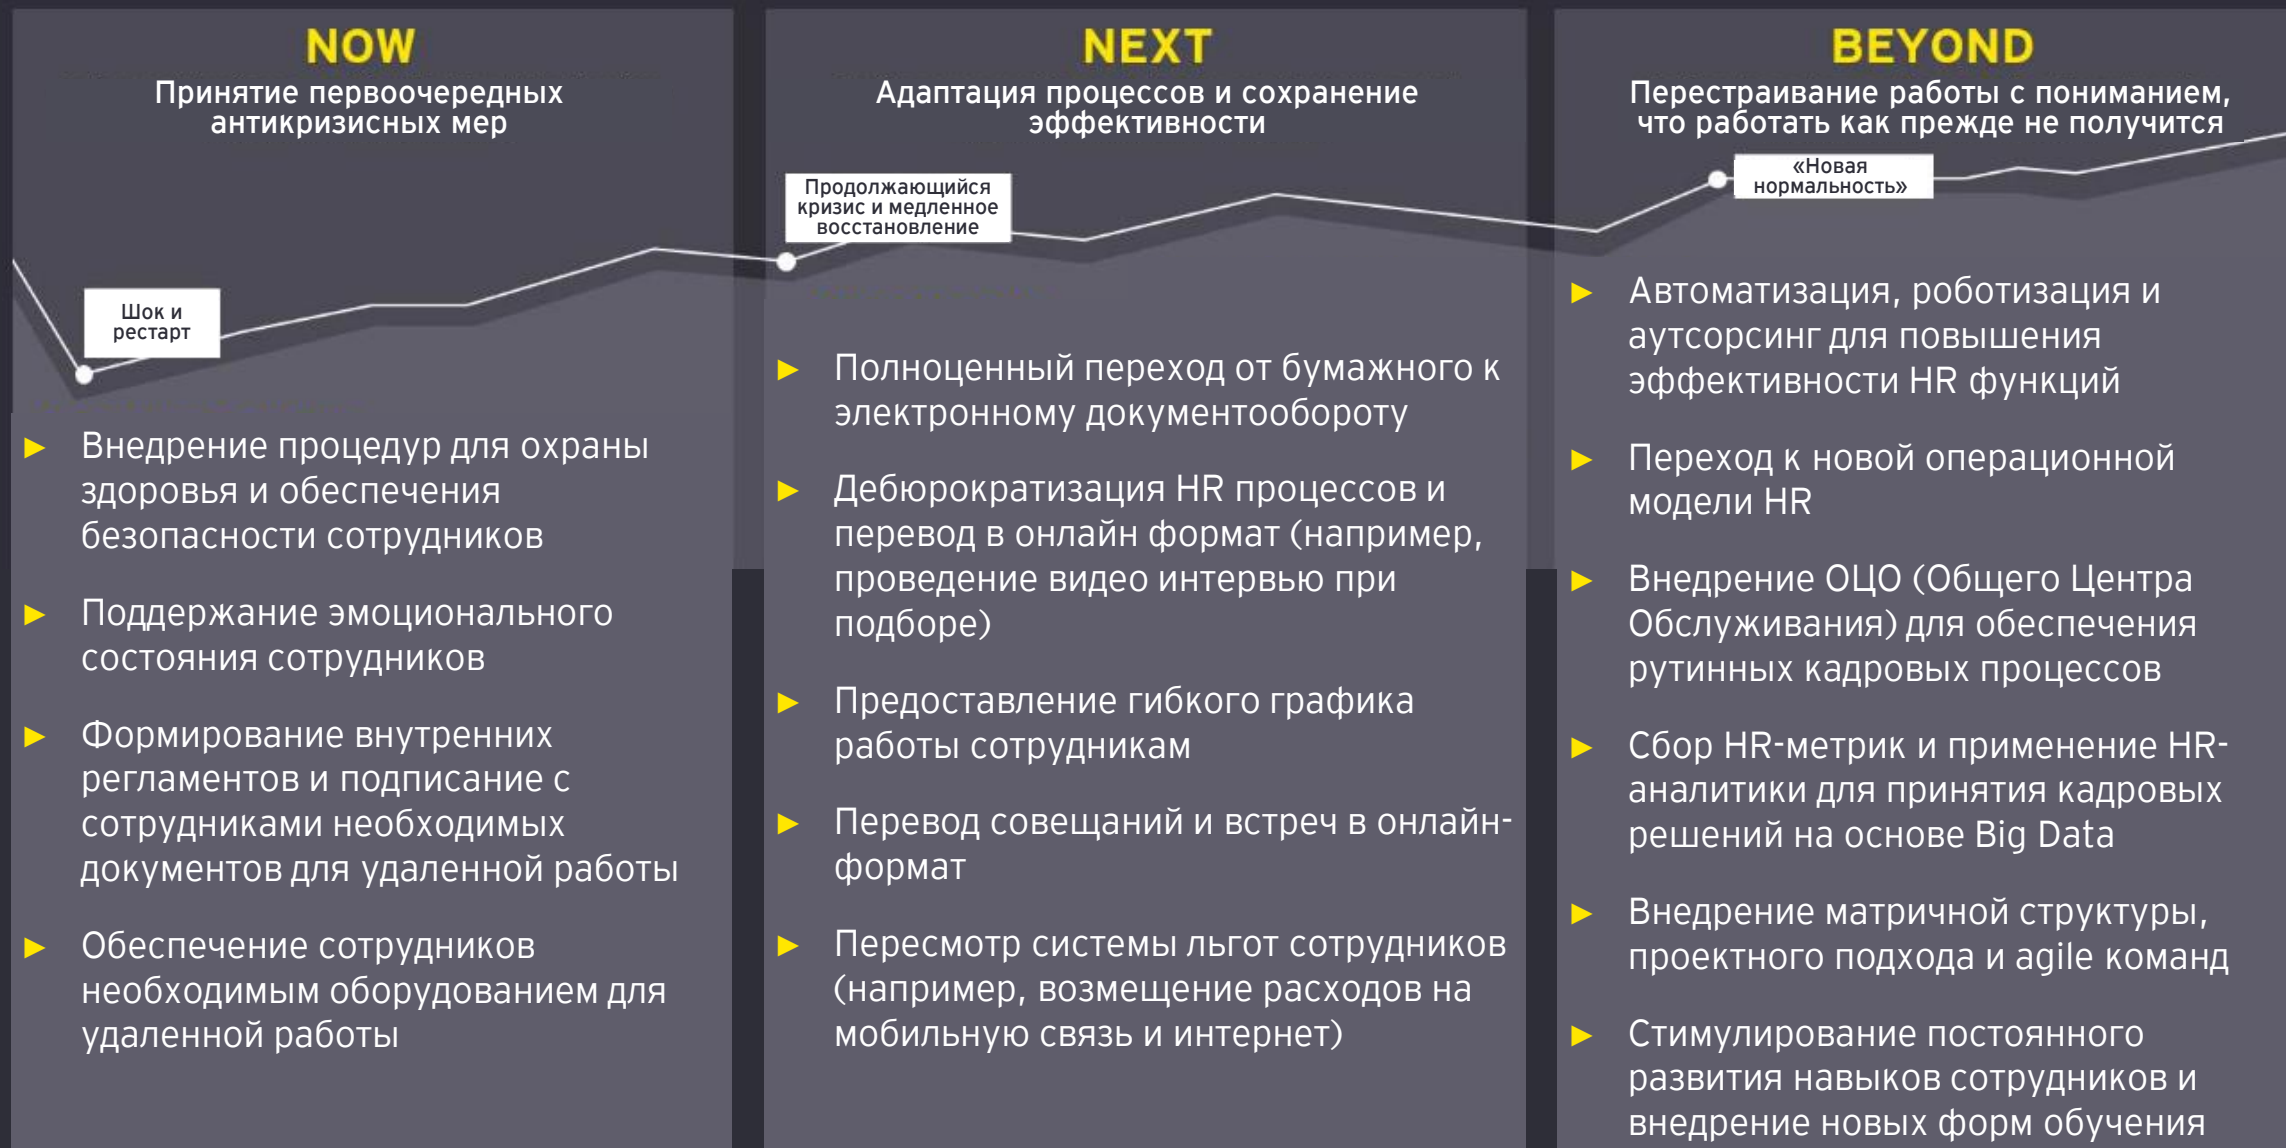 NOW
Принятие первоочередных
антикризисных мер
Шок и
рестарт
► Внедрение процедур для охраны
здоровья и обеспечения
безопасности сотрудников
► Поддержание эмоционального
состояния сотрудников
► Формирование внутренних
регламентов и подписание с
сотрудниками необходимых
документов для удаленной работы
► Обеспечение сотрудников
необходимым оборудованием для
удаленной работы
NEXT
Адаптация процессов и сохранение
эффективности
Продолжающийся
кризис и медленное
восстановление
► Полноценный переход от бумажного к
электронному документообороту
► Дебюрократизация HR процессов и
перевод в онлайн формат (например,
проведение видео интервью при
подборе)
► Предоставление гибкого графика
работы сотрудникам
► Перевод совещаний и встреч в онлайн-
формат
► Пересмотр системы льгот сотрудников
(например, возмещение расходов на
мобильную связь и интернет)
BEYOND
Перестраивание работы с пониманием,
что работать как прежде не получится
«Новая
нормальность»
► Автоматизация, роботизация и
аутсорсинг для повышения
эффективности HR функций
► Переход к новой операционной
модели HR
► Внедрение ОЦО (Общего Центра
Обслуживания) для обеспечения
рутинных кадровых процессов
► Сбор HR-метрик и применение HR-
аналитики для принятия кадровых
решений на основе Big Data
► Внедрение матричной структуры,
проектного подхода и agile команд
► Стимулирование постоянного
развития навыков сотрудников и
внедрение новых форм обучения